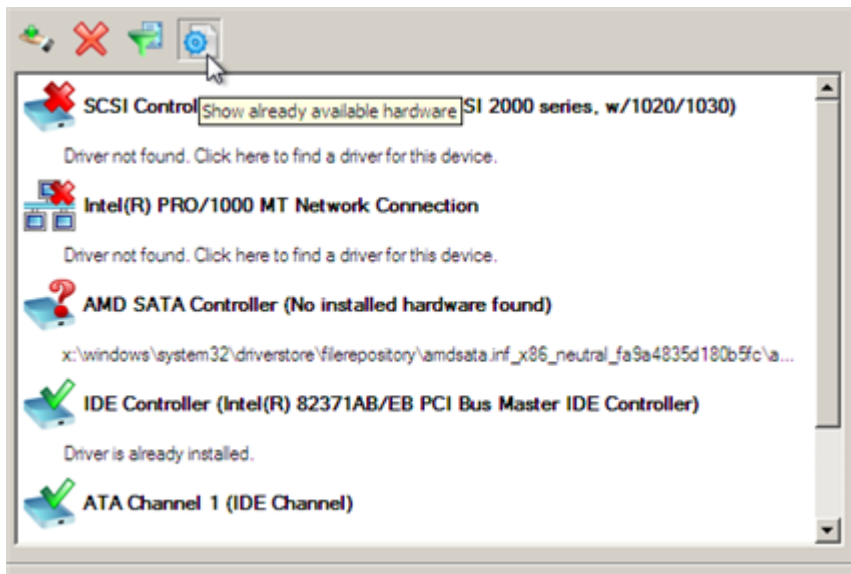 SCSI Control
Show already available hardware
SI 2000 series, w/1020/1030)
Driver not found. Click here to find a driver for this device.
Intel(R) PRO/1000 MT Network Connection
Driver not found. Click here to find a driver for this device.
AMD SATA Controller (No installed hardware found)
x:\windows\system32\driverstore\filerepository\amdsata.inf_x86_neutral_fa9a4835d180b5fc\a...
IDE Controller (Intel(R) 82371AB/EB PCI Bus Master IDE Controller)
Driver is already installed.
ATA Channel 1 (IDE Channel)